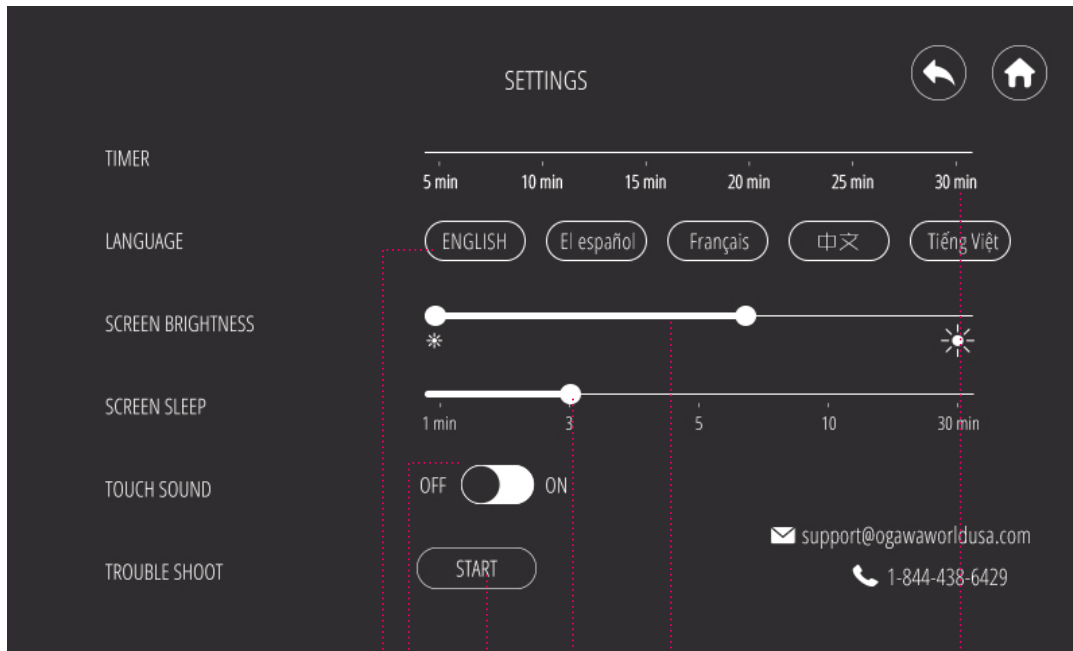 SETTINGS
TIMER
5 min 10 min 15 min 20 min 25 min 30 min
LANGUAGE ENGLISH El español Français 中文 Tiếng Việt
SCREEN BRIGHTNESS
SCREEN SLEEP
1 min 3 5 10 30 min
TOUCH SOUND OFF ON
support@ogawaworldusa.com
TROUBLE SHOOT START 1-844-438-6429